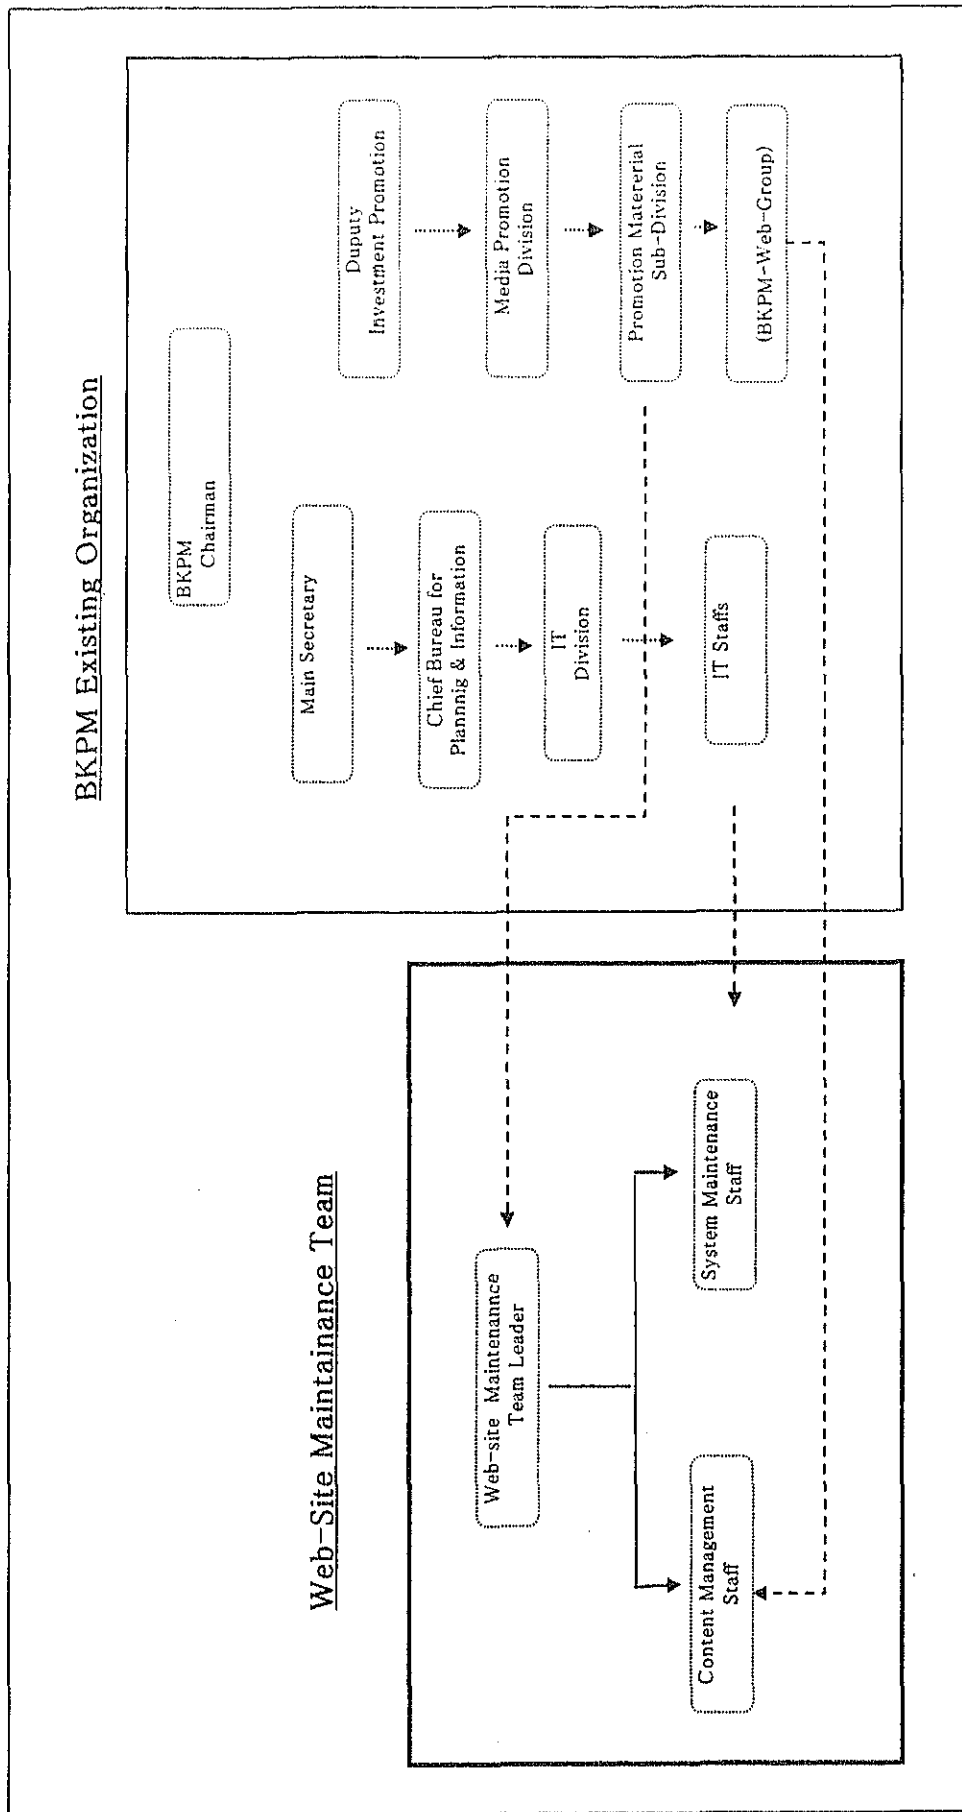 Web-Site Maintainance Team
Web-site Maintenannce
Team Leader
Content Management
Staff
System Maintenance
Staff
BKPM Existing Organization
BKPM
Chairman
Main Secretary
Chief Bureau for
Plannig & Information
IT
Division
IT Staffs
Duputy
Investment Promotion
Media Promotion
Division
Promotion Matererial
Sub-Division
(BKPM-Web-Group)